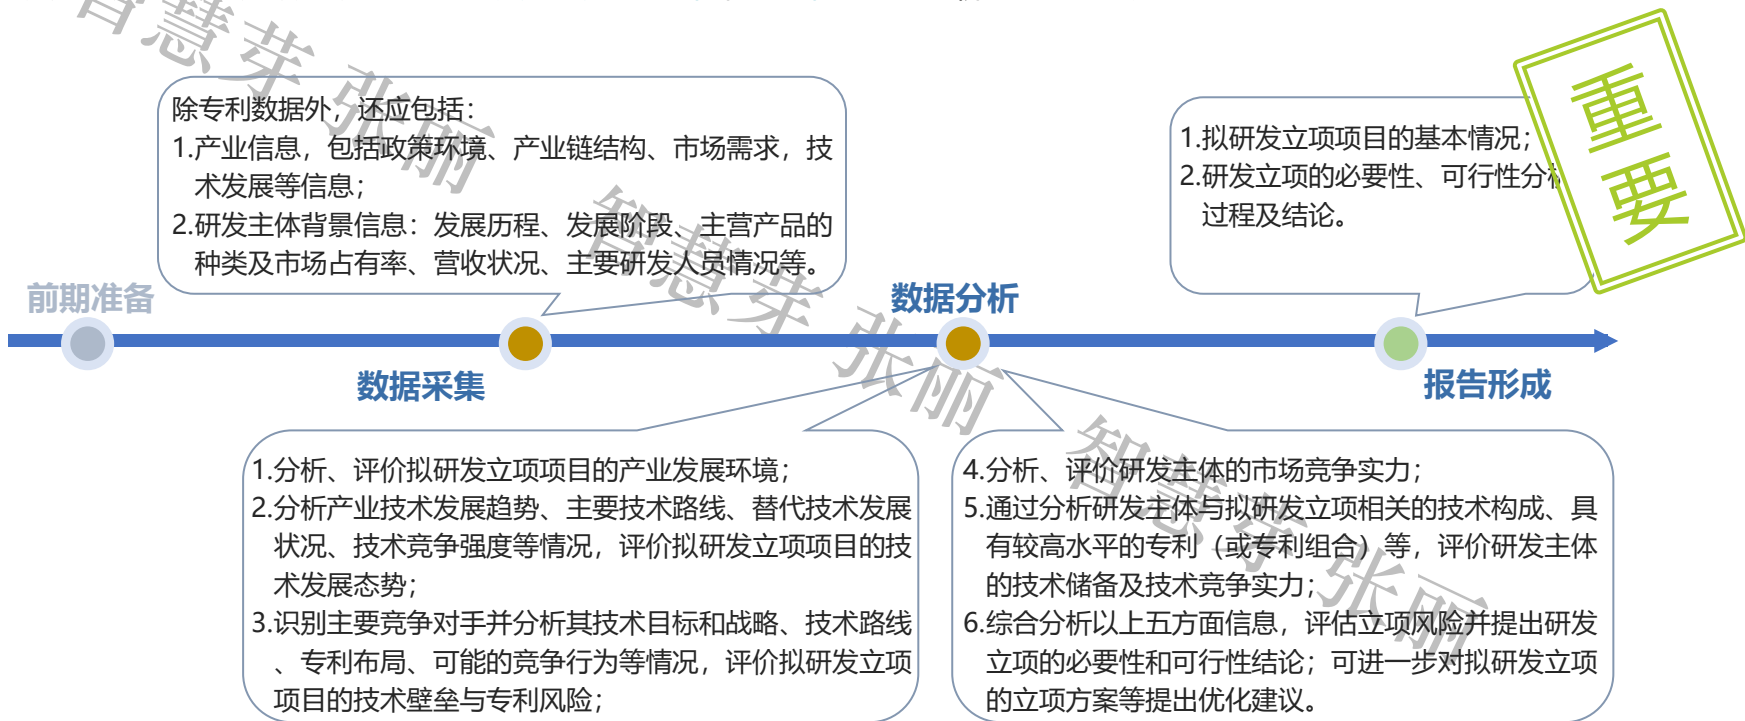 除专利数据外，还应包括：
1.产业信息，包括政策环境、产业链结构、市场需求，技
术发展等信息；
2.研发主体背景信息：发展历程、发展阶段、主营产品的
种类及市场占有率、营收状况、主要研发人员情况等。
1.拟研发立项项目的基本情况；
2.研发立项的必要性、可行性分析
过程及结论。
重
要
前期准备
数据采集
数据分析
报告形成
1.分析、评价拟研发立项项目的产业发展环境；
2.分析产业技术发展趋势、主要技术路线、替代技术发展
状况、技术竞争强度等情况，评价拟研发立项项目的技
术发展态势；
3.识别主要竞争对手并分析其技术目标和战略、技术路线
、专利布局、可能的竞争行为等情况，评价拟研发立项
项目的技术壁垒与专利风险；
4.分析、评价研发主体的市场竞争实力；
5.通过分析研发主体与拟研发立项相关的技术构成、具
有较高水平的专利（或专利组合）等，评价研发主体
的技术储备及技术竞争实力；
6.综合分析以上五方面信息，评估立项风险并提出研发
立项的必要性和可行性结论；可进一步对拟研发立项
的立项方案等提出优化建议。
智慧芽 张丽
智慧芽 张丽
智慧芽 张丽